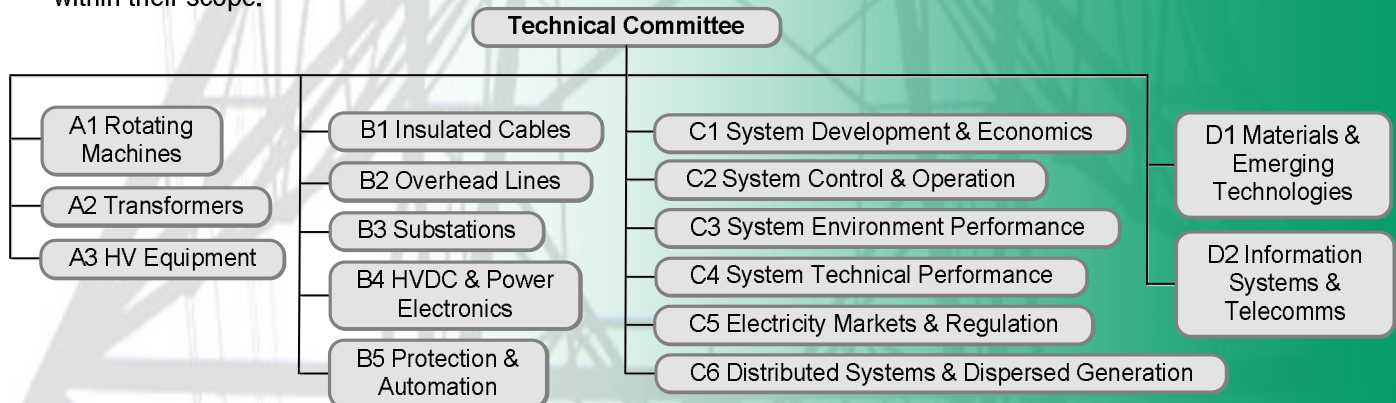 within their scope.
Technical Committee
A1 Rotating
Machines
A2 Transformers
A3 HV Equipment
B1 Insulated Cables
B2 Overhead Lines
B3 Substations
B4 HVDC & Power
Electronics
B5 Protection &
Automation
C1 System Development & Economics
C2 System Control & Operation
C3 System Environment Performance
C4 System Technical Performance
C5 Electricity Markets & Regulation
C6 Distributed Systems & Dispersed Generation
D1 Materials &
Emerging
Technologies
D2 Information
Systems &
Telecomms